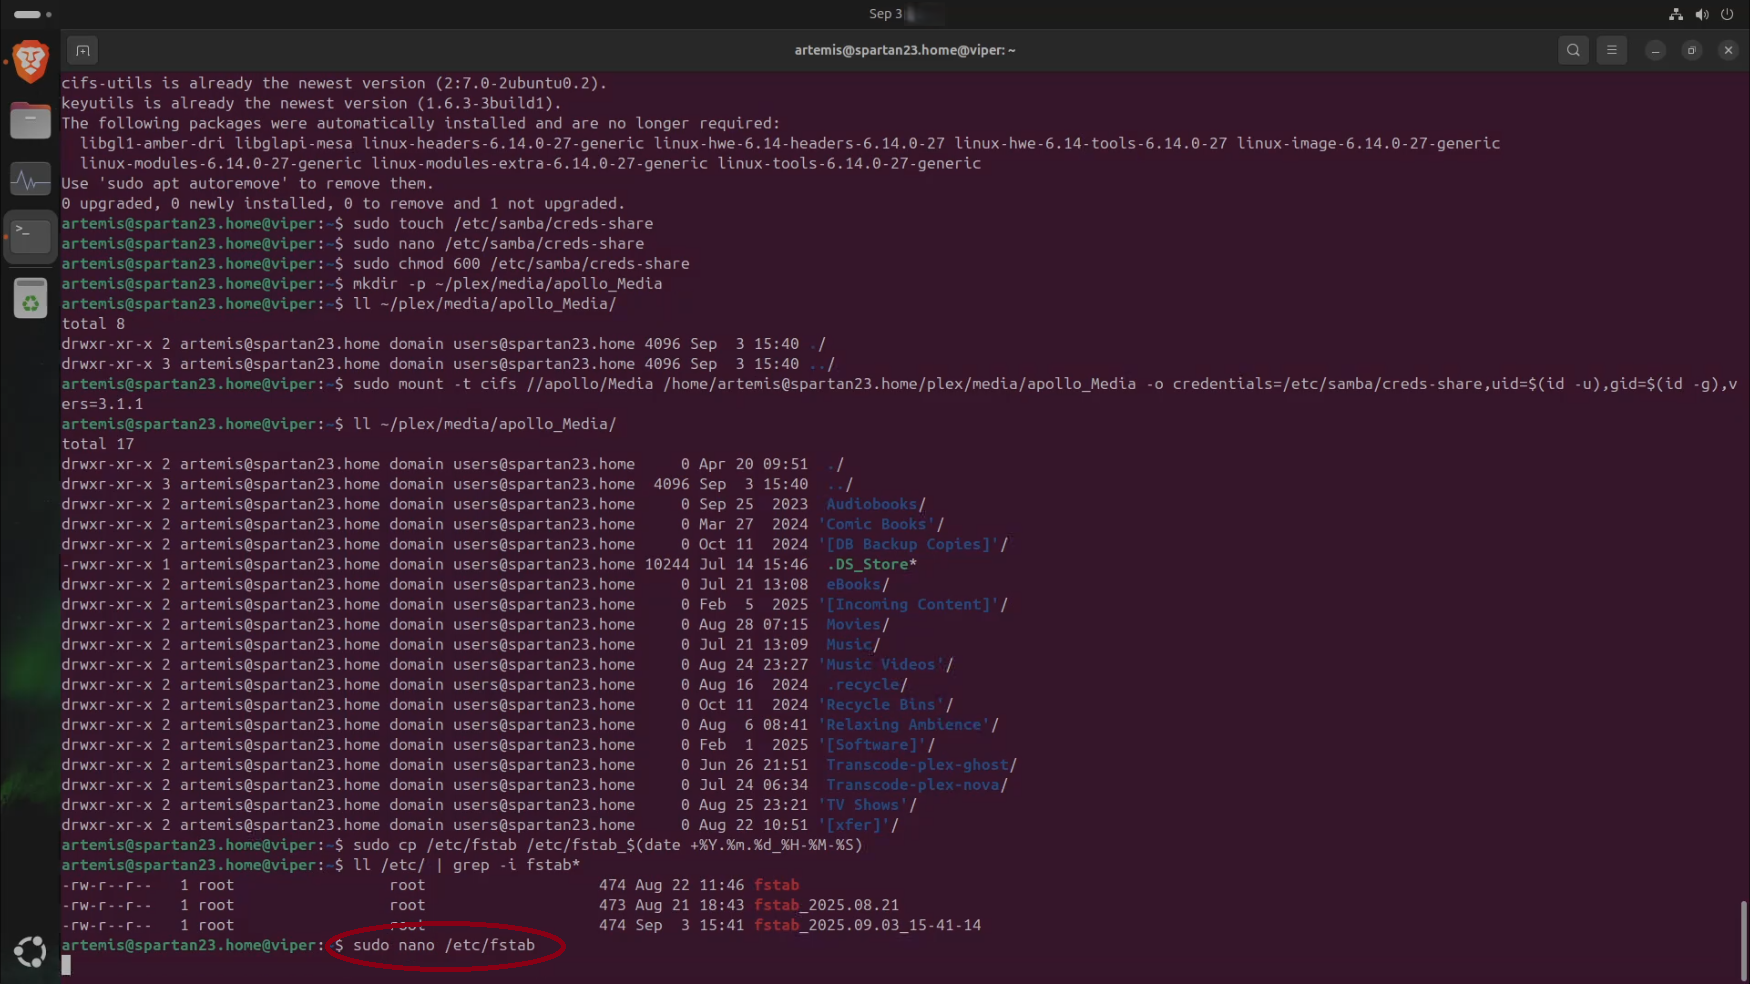 Sep 3
artemis@spartan23.home@viper: ~
cifs-utils is already the newest version (2:7.0-2ubuntu0.2).
keyutils is already the newest version (1.6.3-3build1).
The following packages were automatically installed and are no longer required:
libgl1-amber-dri libglapi-mesa linux-headers-6.14.0-27-generic linux-hwe-6.14-headers-6.14.0-27 linux-hwe-6.14-tools-6.14.0-27 linux-image-6.14.0-27-generic
linux-modules-6.14.0-27-generic linux-modules-extra-6.14.0-27-generic linux-tools-6.14.0-27-generic
Use 'sudo apt autoremove' to remove them.
0 upgraded, 0 newly installed, 0 to remove and 1 not upgraded.
artemis@spartan23.home@viper:~$ sudo touch /etc/samba/creds-share
artemis@spartan23.home@viper:~$ sudo nano /etc/samba/creds-share
artemis@spartan23.home@viper:~$ sudo chmod 600 /etc/samba/creds-share
artemis@spartan23.home@viper:~$ mkdir -p ~/plex/media/apollo_Media
artemis@spartan23.home@viper:~$ ll ~/plex/media/apollo_Media/
total 8
drwxr-xr-x 2 artemis@spartan23.home domain users@spartan23.home 4096 Sep  3 15:40 ./
drwxr-xr-x 3 artemis@spartan23.home domain users@spartan23.home 4096 Sep  3 15:40 ../
artemis@spartan23.home@viper:~$ sudo mount -t cifs //apollo/Media /home/artemis@spartan23.home/plex/media/apollo_Media -o credentials=/etc/samba/creds-share,uid=$(id -u),gid=$(id -g),v
ers=3.1.1
artemis@spartan23.home@viper:~$ ll ~/plex/media/apollo_Media/
total 17
drwxr-xr-x 2 artemis@spartan23.home domain users@spartan23.home     0 Apr 20 09:51  ./
drwxr-xr-x 3 artemis@spartan23.home domain users@spartan23.home  4096 Sep  3 15:40  ../
drwxr-xr-x 2 artemis@spartan23.home domain users@spartan23.home     0 Sep 25  2023  Audiobooks/
drwxr-xr-x 2 artemis@spartan23.home domain users@spartan23.home     0 Mar 27  2024 'Comic Books'/
drwxr-xr-x 2 artemis@spartan23.home domain users@spartan23.home     0 Oct 11  2024 '[DB Backup Copies]'/
-rwxr-xr-x 1 artemis@spartan23.home domain users@spartan23.home 10244 Jul 14 15:46  .DS_Store*
drwxr-xr-x 2 artemis@spartan23.home domain users@spartan23.home     0 Jul 21 13:08  eBooks/
drwxr-xr-x 2 artemis@spartan23.home domain users@spartan23.home     0 Feb  5  2025 '[Incoming Content]'/
drwxr-xr-x 2 artemis@spartan23.home domain users@spartan23.home     0 Aug 28 07:15  Movies/
drwxr-xr-x 2 artemis@spartan23.home domain users@spartan23.home     0 Jul 21 13:09  Music/
drwxr-xr-x 2 artemis@spartan23.home domain users@spartan23.home     0 Aug 24 23:27 'Music Videos'/
drwxr-xr-x 2 artemis@spartan23.home domain users@spartan23.home     0 Aug 16  2024  .recycle/
drwxr-xr-x 2 artemis@spartan23.home domain users@spartan23.home     0 Oct 11  2024 'Recycle Bins'/
drwxr-xr-x 2 artemis@spartan23.home domain users@spartan23.home     0 Aug  6 08:41 'Relaxing Ambience'/
drwxr-xr-x 2 artemis@spartan23.home domain users@spartan23.home     0 Feb  1  2025 '[Software]'/
drwxr-xr-x 2 artemis@spartan23.home domain users@spartan23.home     0 Jun 26 21:51  Transcode-plex-ghost/
drwxr-xr-x 2 artemis@spartan23.home domain users@spartan23.home     0 Jul 24 06:34  Transcode-plex-nova/
drwxr-xr-x 2 artemis@spartan23.home domain users@spartan23.home     0 Aug 25 23:21 'TV Shows'/
drwxr-xr-x 2 artemis@spartan23.home domain users@spartan23.home     0 Aug 22 10:51 '[xfer]'/
artemis@spartan23.home@viper:~$ sudo cp /etc/fstab /etc/fstab_$(date +%Y.%m.%d_%H-%M-%S)
artemis@spartan23.home@viper:~$ ll /etc/ | grep -i fstab*
-rw-r--r--   1 root                 root                   474 Aug 22 11:46 fstab
-rw-r--r--   1 root                 root                   473 Aug 21 18:43 fstab_2025.08.21
-rw-r--r--   1 root                 root                   474 Sep  3 15:41 fstab_2025.09.03_15-41-14
artemis@spartan23.home@viper:~$ sudo nano /etc/fstab